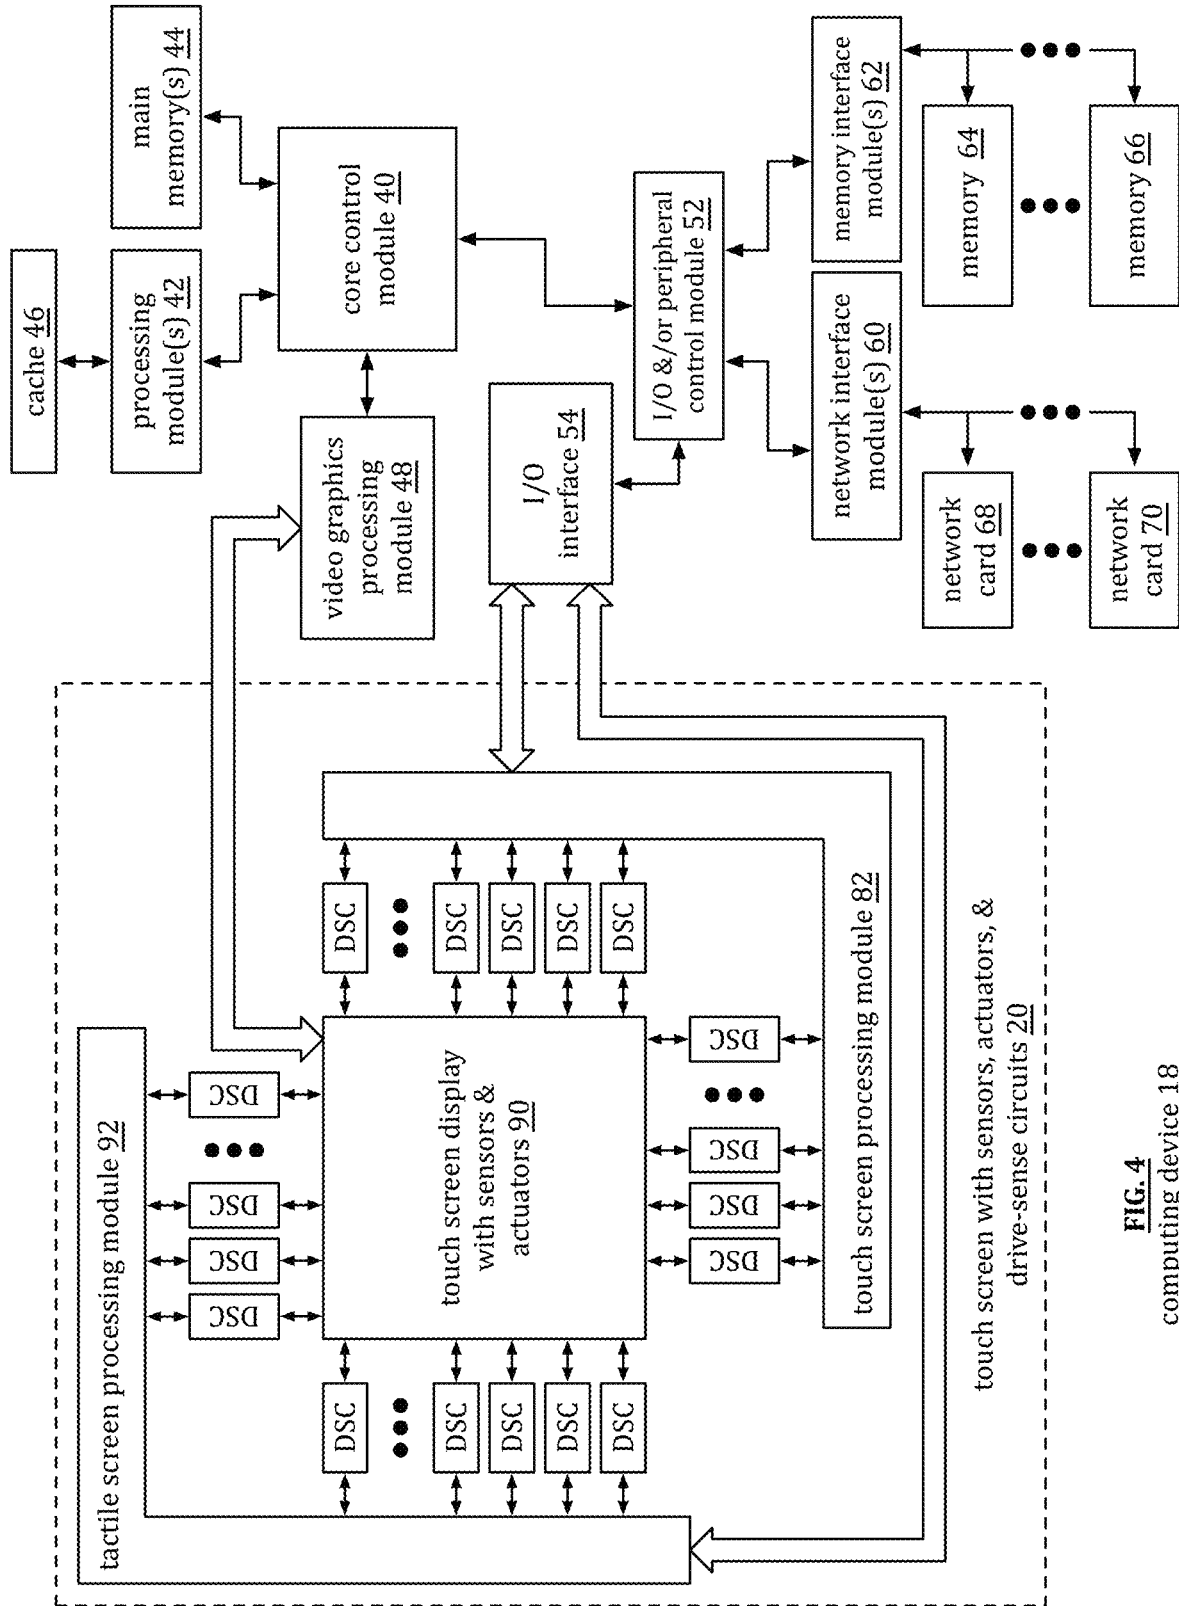 cache 46
tactile screen processing module 92
processing
module(s) 42
main
memory(s) 44
DSC
DSC
DSC
DSC
DSC
DSC
DSC
DSC
DSC
touch screen display
with sensors &
actuators 90
DSC
DSC
DSC
DSC
DSC
video graphics
processing
module 48
core control
module 40
I/O
interface 54
I/O &/or peripheral
control module 52
DSC
DSC
DSC
DSC
touch screen processing module 82
network interface
module(s) 60
memory interface
module(s) 62
touch screen with sensors, actuators, &
drive-sense circuits 20
network
card 68
memory 64
network
card 70
memory 66
FIG. 4
computing device 18